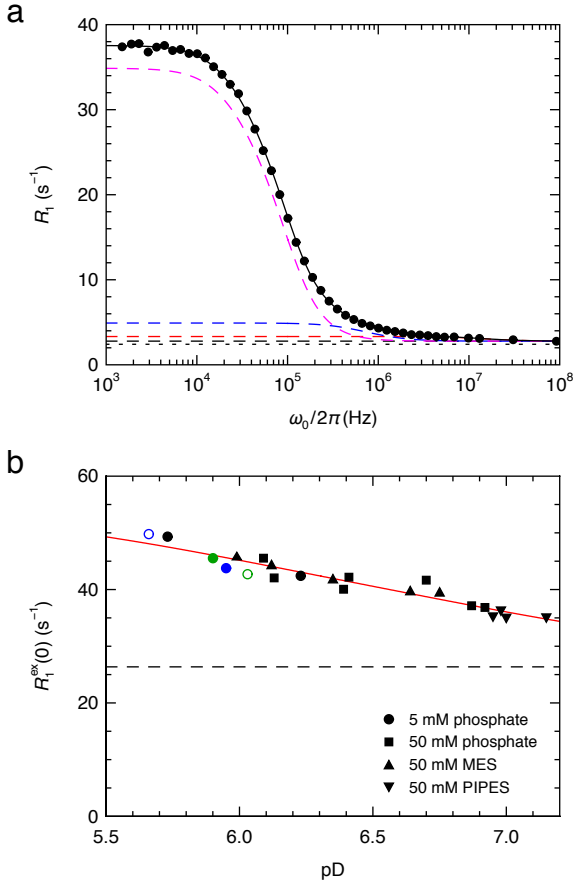 a
50
40
30
20
10
0
R₁ (s⁻¹)
10³ 10⁴ 10⁵ 10⁶ 10⁷ 10⁸
ω₀/2π (Hz)
b
60
40
20
0
R₁ᵉˣ(0) (s⁻¹)
5 mM phosphate
50 mM phosphate
50 mM MES
50 mM PIPES
5.5 6.0 6.5 7.0
pD